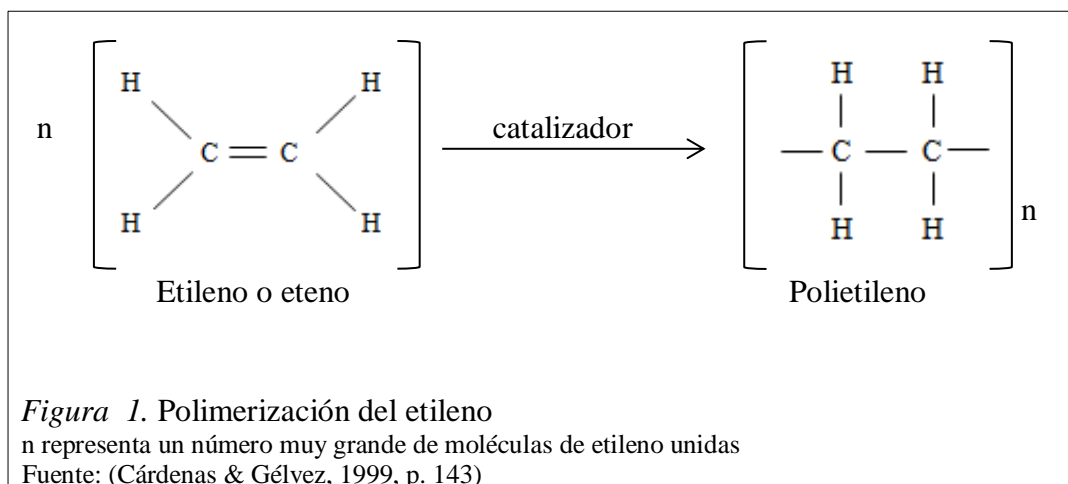 H H H H
n catalizador
C = C — C — C —
H H H H n
Etileno o eteno Polietileno
Figura 1. Polimerización del etileno
n representa un número muy grande de moléculas de etileno unidas
Fuente: (Cárdenas & Gélvez, 1999, p. 143)